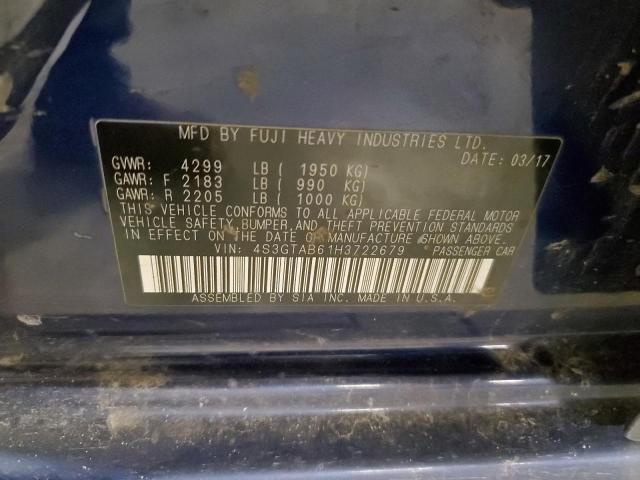 MFD BY FUJI HEAVY INDUSTRIES LTD.
DATE: 03/17
GVWR: 4299 LB ( 1950 KG)
GAWR: F 2183 LB ( 990 KG)
GAWR: R 2205 LB ( 1000 KG)
THIS VEHICLE CONFORMS TO ALL APPLICABLE FEDERAL MOTOR
VEHICLE SAFETY, BUMPER, AND THEFT PREVENTION STANDARDS
IN EFFECT ON THE DATE OF MANUFACTURE SHOWN ABOVE.
VIN: 4S3GTAB61H3722679 PASSENGER CAR
ASSEMBLED BY SIA INC. MADE IN U.S.A.